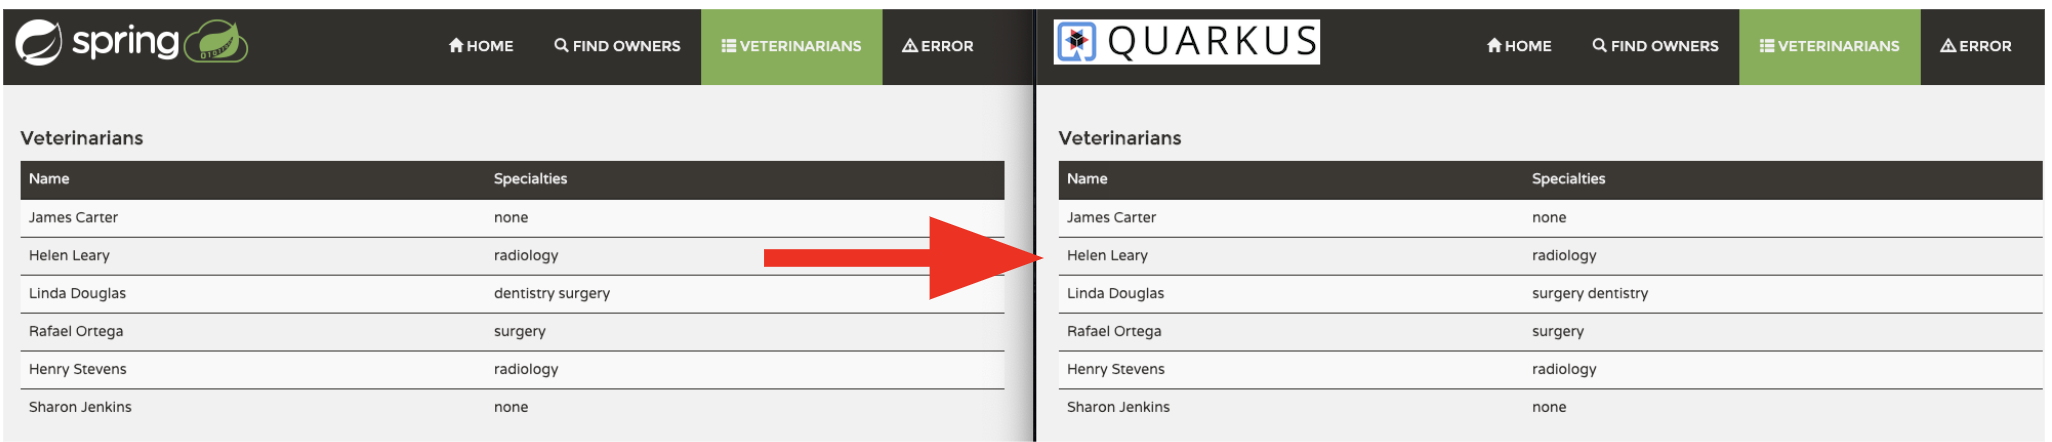 spring HOME FIND OWNERS VETERINARIANS ERROR
Veterinarians
Name Specialties
James Carter none
Helen Leary radiology
Linda Douglas dentistry surgery
Rafael Ortega surgery
Henry Stevens radiology
Sharon Jenkins none
QUARKUS HOME FIND OWNERS VETERINARIANS ERROR
Veterinarians
Name Specialties
James Carter none
Helen Leary radiology
Linda Douglas surgery dentistry
Rafael Ortega surgery
Henry Stevens radiology
Sharon Jenkins none